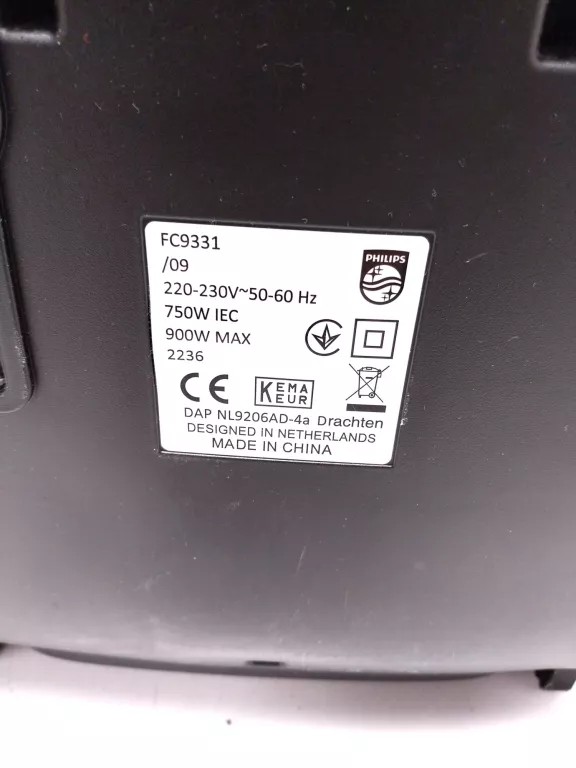 FC9331
/09
220-230V~50-60 Hz
750W IEC
900W MAX
2236
PHILIPS
CE
KEMA
KEUR
DAP NL9206AD-4a Drachten
DESIGNED IN NETHERLANDS
MADE IN CHINA